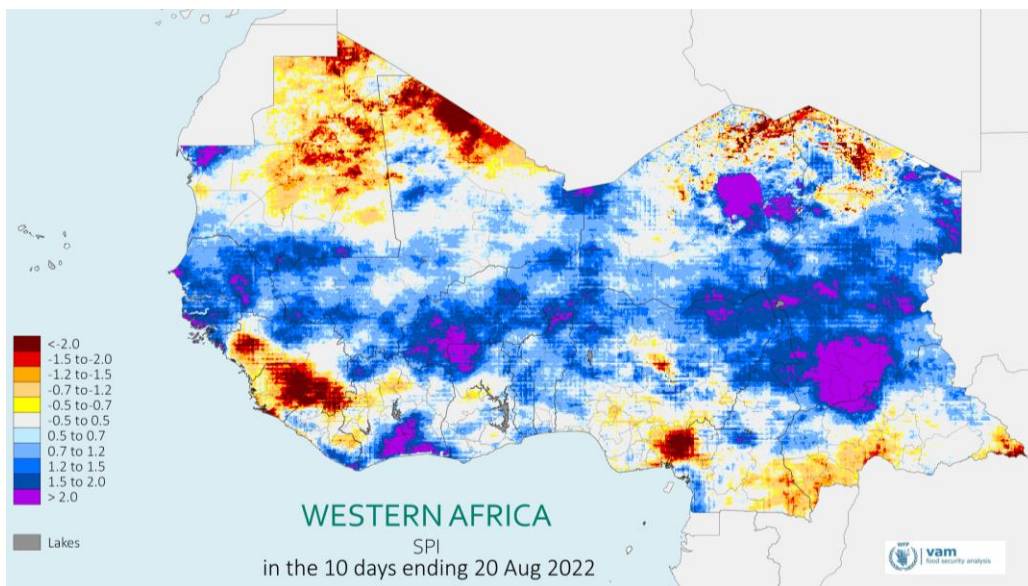 <-2.0
-1.5 to-2.0
-1.2 to-1.5
-0.7 to-1.2
-0.5 to-0.7
-0.5 to 0.5
0.5 to 0.7
0.7 to 1.2
1.2 to 1.5
1.5 to 2.0
> 2.0
Lakes
WESTERN AFRICA
SPI
in the 10 days ending 20 Aug 2022
WFP
vam
food security analysis